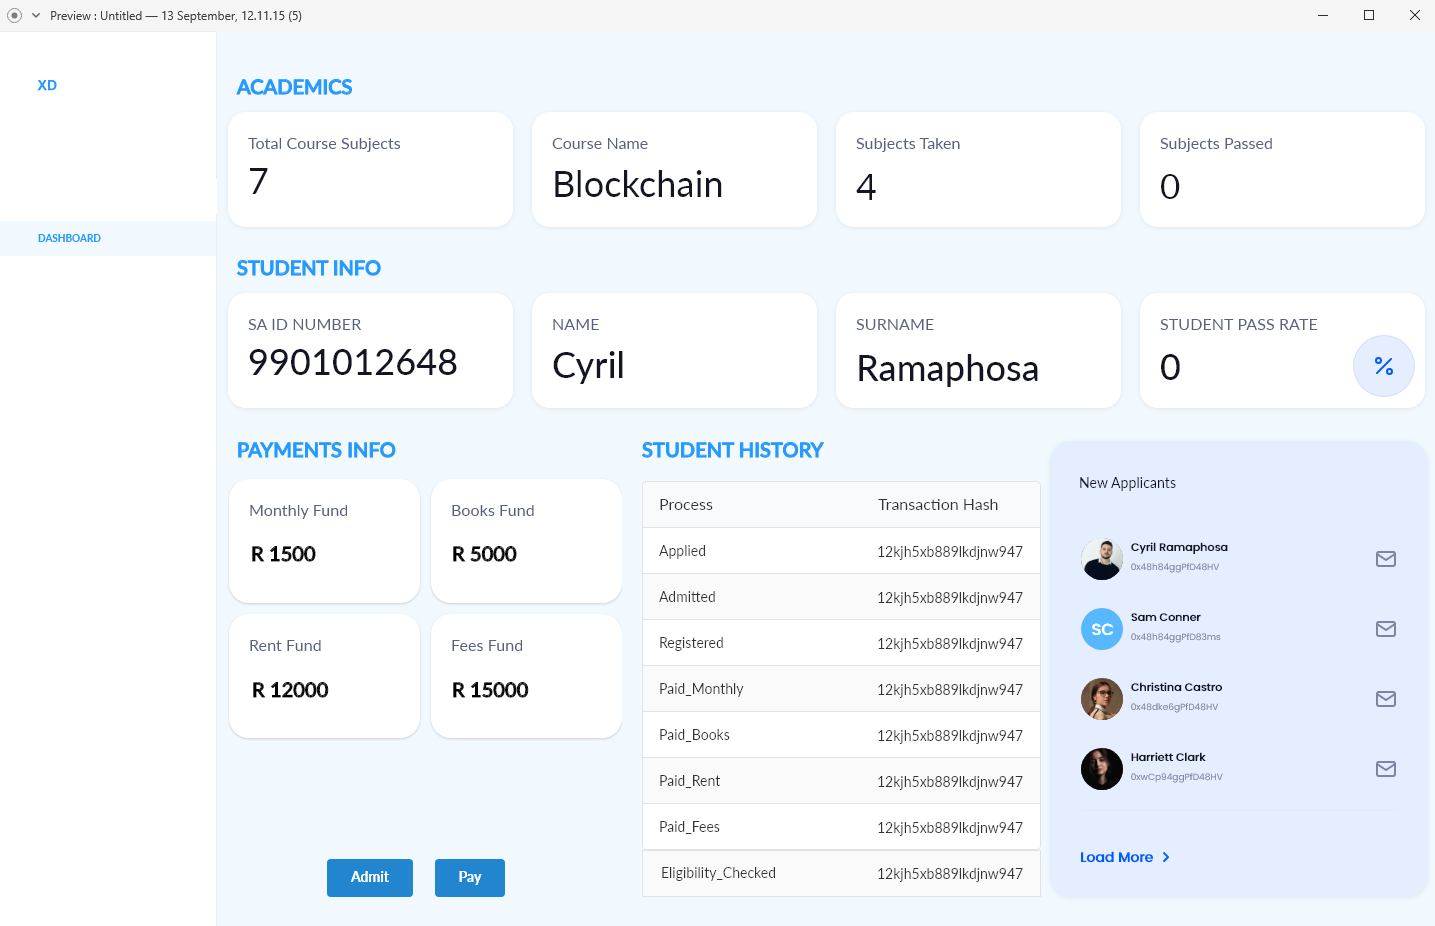 Preview : Untitled — 13 September, 12.11.15 (5)
XD
DASHBOARD
ACADEMICS
Total Course Subjects
7
Course Name
Blockchain
Subjects Taken
4
Subjects Passed
0
STUDENT INFO
SA ID NUMBER
9901012648
NAME
Cyril
SURNAME
Ramaphosa
STUDENT PASS RATE
0
%
PAYMENTS INFO
Monthly Fund
R 1500
Books Fund
R 5000
Rent Fund
R 12000
Fees Fund
R 15000
Admit
Pay
STUDENT HISTORY
Process Transaction Hash
Applied 12kjh5xb889lkdjnw947
Admitted 12kjh5xb889lkdjnw947
Registered 12kjh5xb889lkdjnw947
Paid_Monthly 12kjh5xb889lkdjnw947
Paid_Books 12kjh5xb889lkdjnw947
Paid_Rent 12kjh5xb889lkdjnw947
Paid_Fees 12kjh5xb889lkdjnw947
Eligibility_Checked 12kjh5xb889lkdjnw947
New Applicants
Cyril Ramaphosa
0x48h84ggPfD48HV
SC
Sam Conner
0x48h84ggPfD83ms
Christina Castro
0x48dke6gPfD48HV
Harriett Clark
0xwCp94ggPfD48HV
Load More